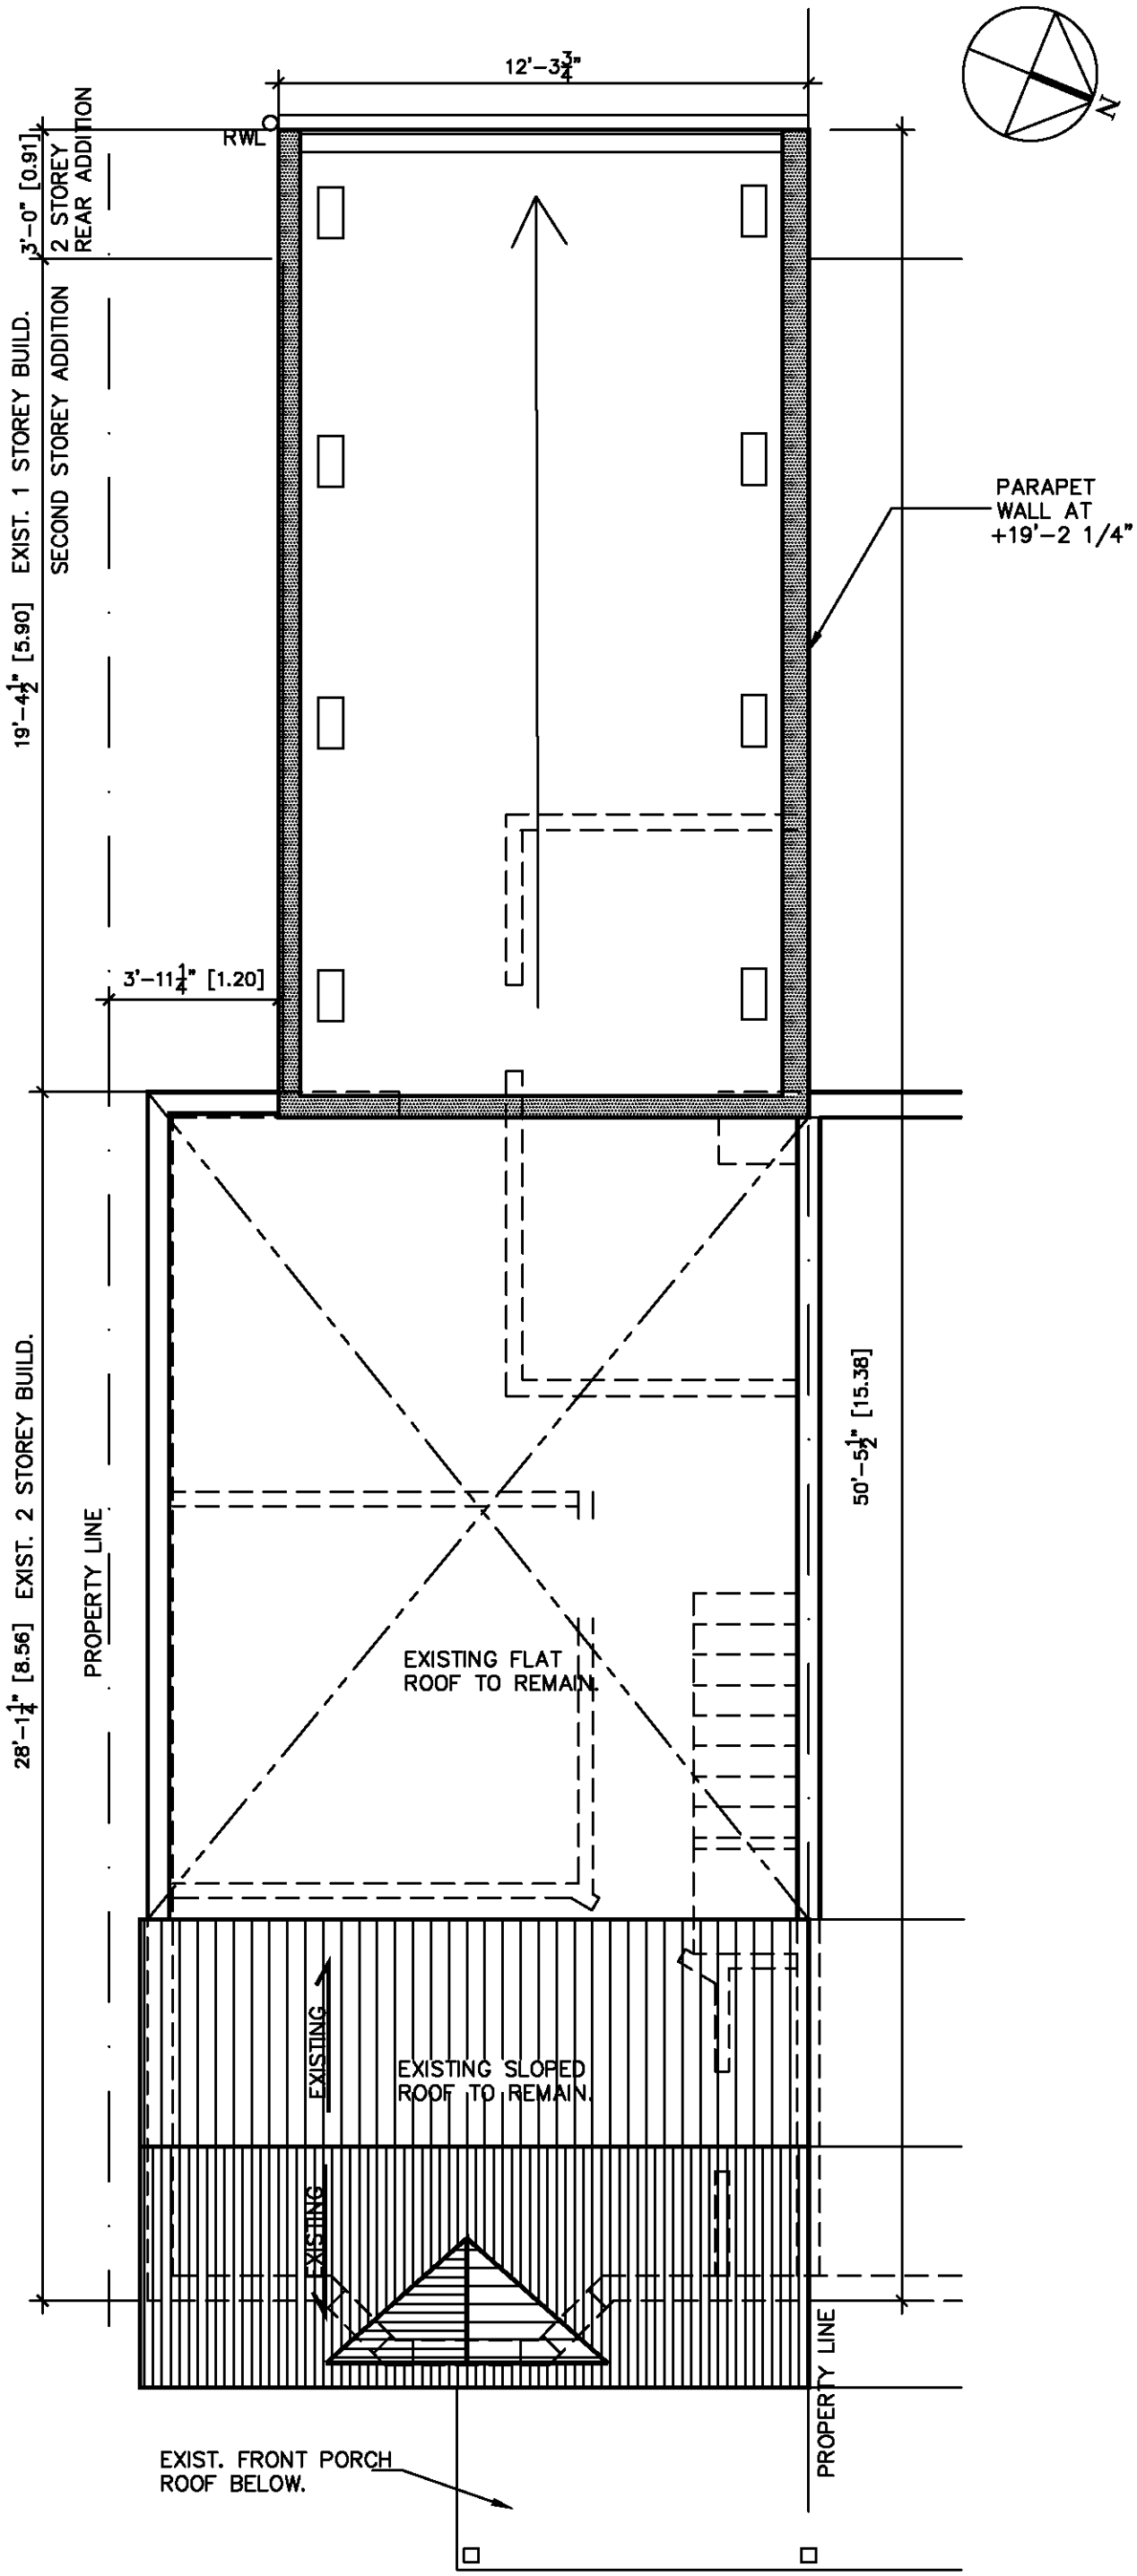 12'-3 3/4"
N
RWL
3'-0" [0.91]
2 STOREY
REAR ADDITION
19'-4 1/2" [5.90] EXIST. 1 STOREY BUILD.
SECOND STOREY ADDITION
PARAPET
WALL AT
+19'-2 1/4"
3'-11 1/4" [1.20]
28'-1 1/4" [8.56] EXIST. 2 STOREY BUILD.
PROPERTY LINE
50'-5 1/2" [15.38]
EXISTING FLAT
ROOF TO REMAIN.
EXISTING
EXISTING SLOPED
ROOF TO REMAIN.
EXISTING
PROPERTY LINE
EXIST. FRONT PORCH
ROOF BELOW.